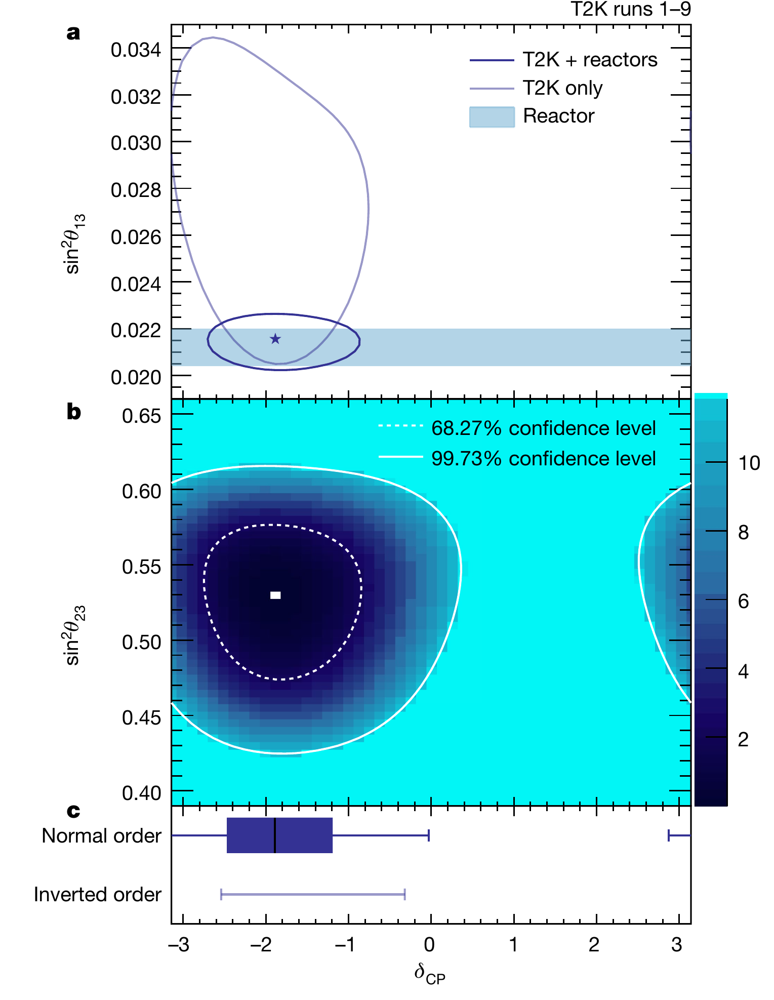 T2K runs 1–9
a
0.034
0.032
0.030
0.028
0.026
0.024
0.022
0.020
sin²θ₁₃
T2K + reactors
T2K only
Reactor
b
0.65
0.60
0.55
0.50
0.45
0.40
sin²θ₂₃
68.27% confidence level
99.73% confidence level
10
8
6
4
2
c
Normal order
Inverted order
–3 –2 –1 0 1 2 3
δCP